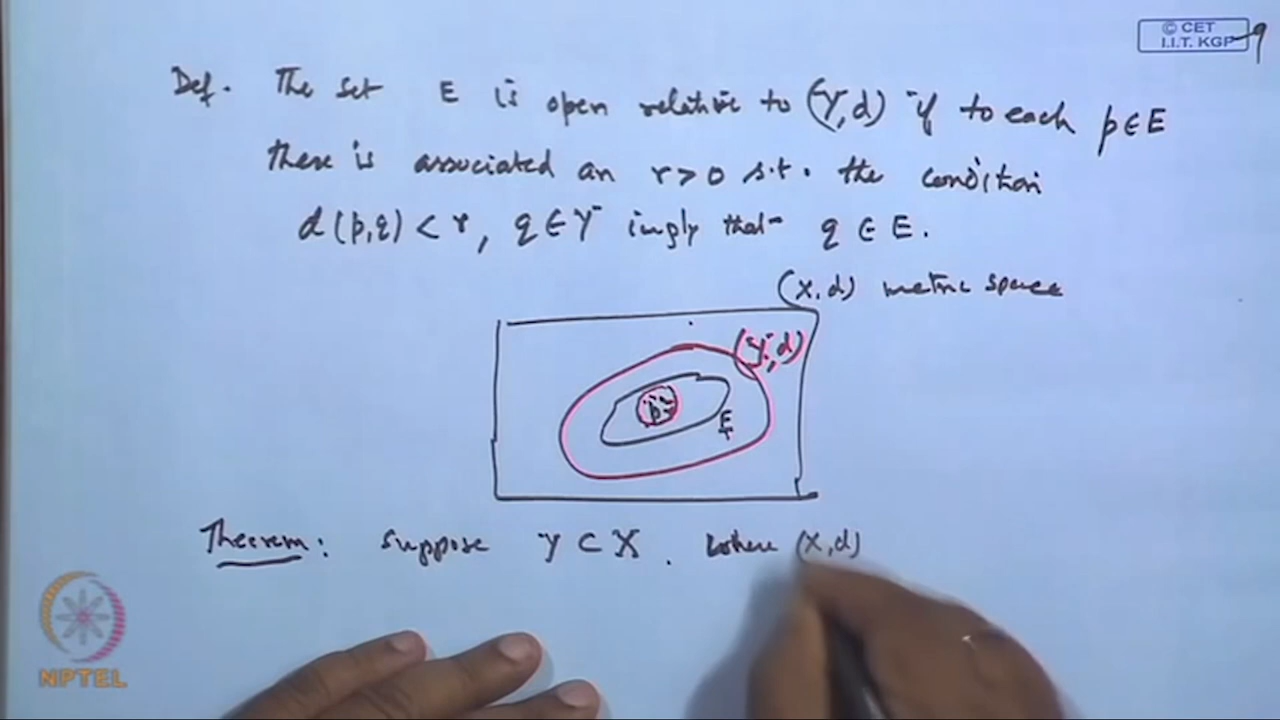 © CET
I.I.T. KGP
9
Def. The set E is open relative to (Y,d) if to each p∈E
there is associated an r>0 s.t. the condition
d(p,q)<r, q∈Y imply that q∈E.
(X,d) metric space
(Y,d)
p
E
Theorem: Suppose Y⊂X. where (X,d)
NPTEL